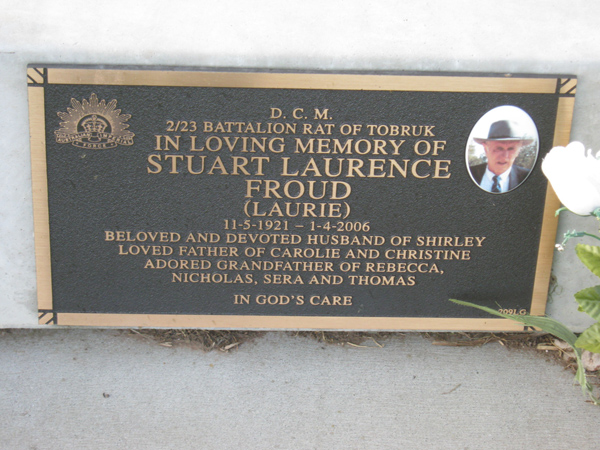 D. C. M.
2/23 BATTALION RAT OF TOBRUK
IN LOVING MEMORY OF
STUART LAURENCE
FROUD
(LAURIE)
11-5-1921 – 1-4-2006
BELOVED AND DEVOTED HUSBAND OF SHIRLEY
LOVED FATHER OF CAROLIE AND CHRISTINE
ADORED GRANDFATHER OF REBECCA,
NICHOLAS, SERA AND THOMAS
IN GOD'S CARE